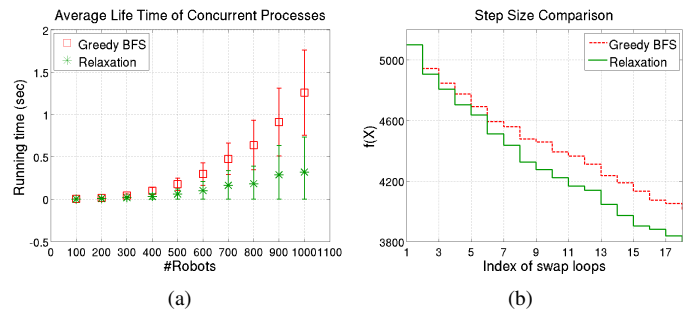 Average Life Time of Concurrent Processes
Greedy BFS
Relaxation
Running time (sec)
2
1.5
1
0.5
0
-0.5
0 100 200 300 400 500 600 700 800 900 1000 1100
#Robots
(a)
Step Size Comparison
Greedy BFS
Relaxation
f(X)
5000
4600
4200
3800
1 3 5 7 9 11 13 15 17
Index of swap loops
(b)